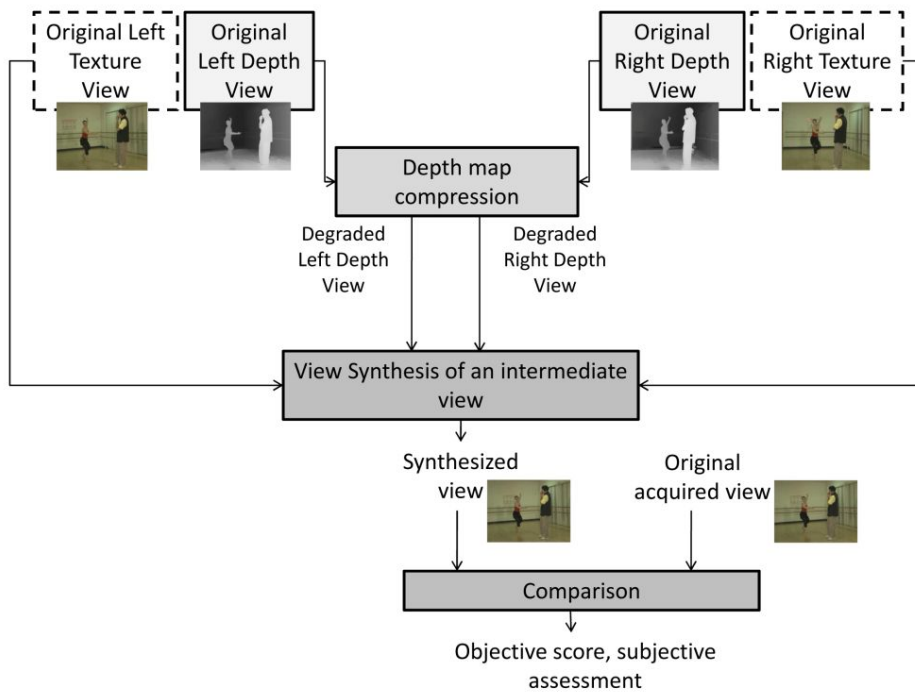 Original Left
Texture
View
Original
Left Depth
View
Original
Right Depth
View
Original
Right Texture
View
Depth map
compression
Degraded
Left Depth
View
Degraded
Right Depth
View
View Synthesis of an intermediate
view
Synthesized
view
Original
acquired view
Comparison
Objective score, subjective
assessment